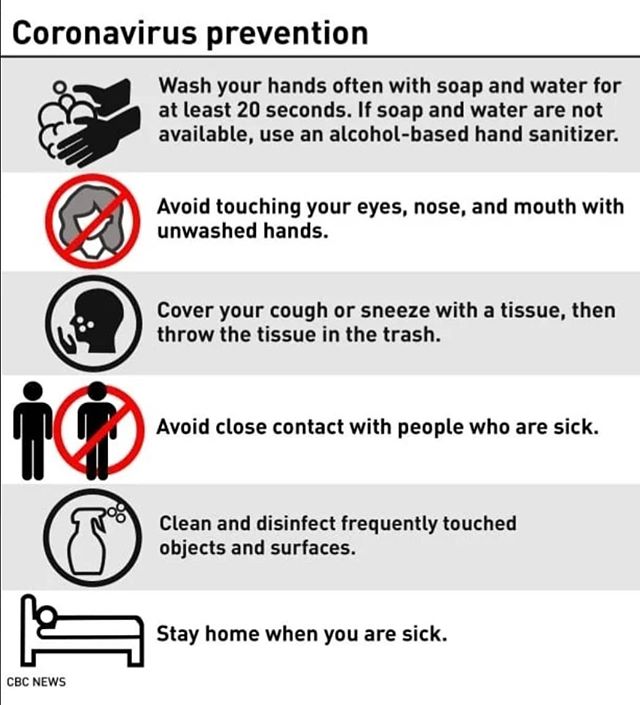 Coronavirus prevention
Wash your hands often with soap and water for
at least 20 seconds. If soap and water are not
available, use an alcohol-based hand sanitizer.
Avoid touching your eyes, nose, and mouth with
unwashed hands.
Cover your cough or sneeze with a tissue, then
throw the tissue in the trash.
Avoid close contact with people who are sick.
Clean and disinfect frequently touched
objects and surfaces.
Stay home when you are sick.
CBC NEWS